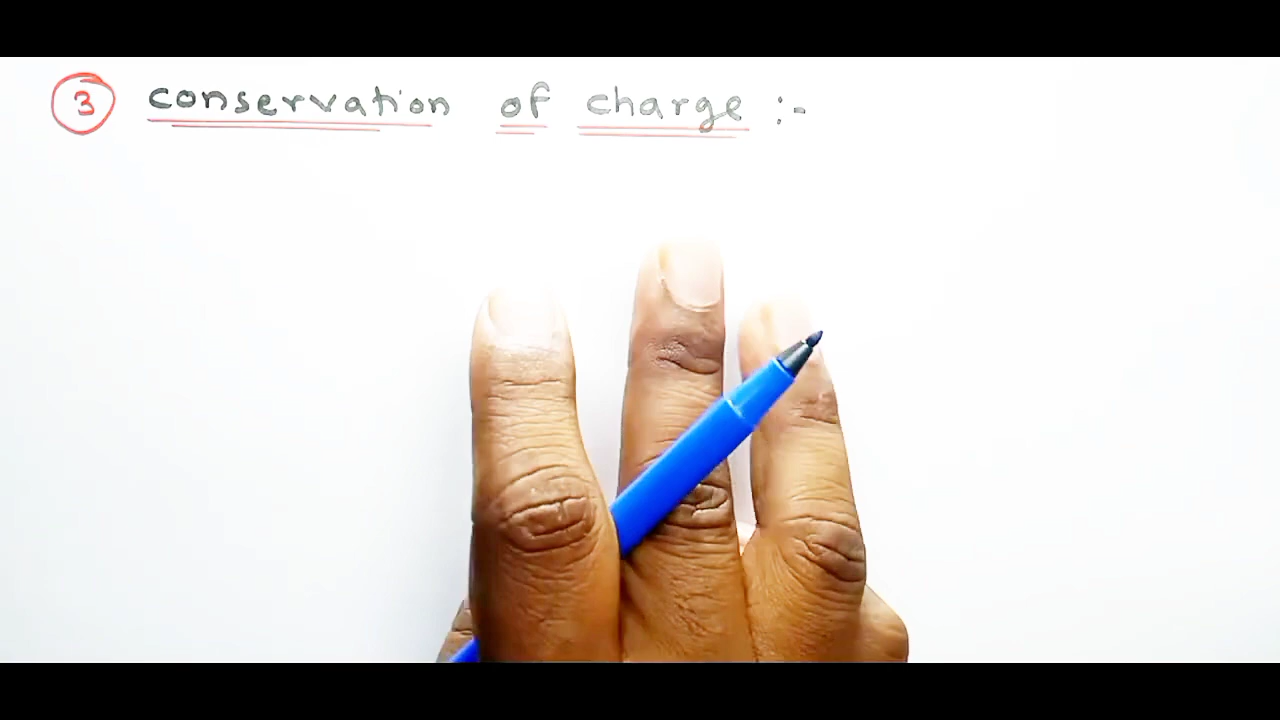 3 conservation of charge :-